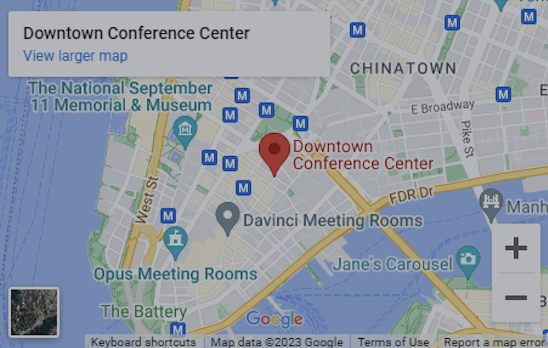 Downtown Conference Center
View larger map
CHINATOWN
The National September
11 Memorial & Museum
M
M
M
M
M
M
M
M
M
M
M
E Broadway
Pike St
Downtown
Conference Center
West St
FDR Dr
Manh
Davinci Meeting Rooms
Opus Meeting Rooms
Jane's Carousel
The Battery
+
−
Google
Keyboard shortcuts
Map data ©2023 Google
Terms of Use
Report a map error